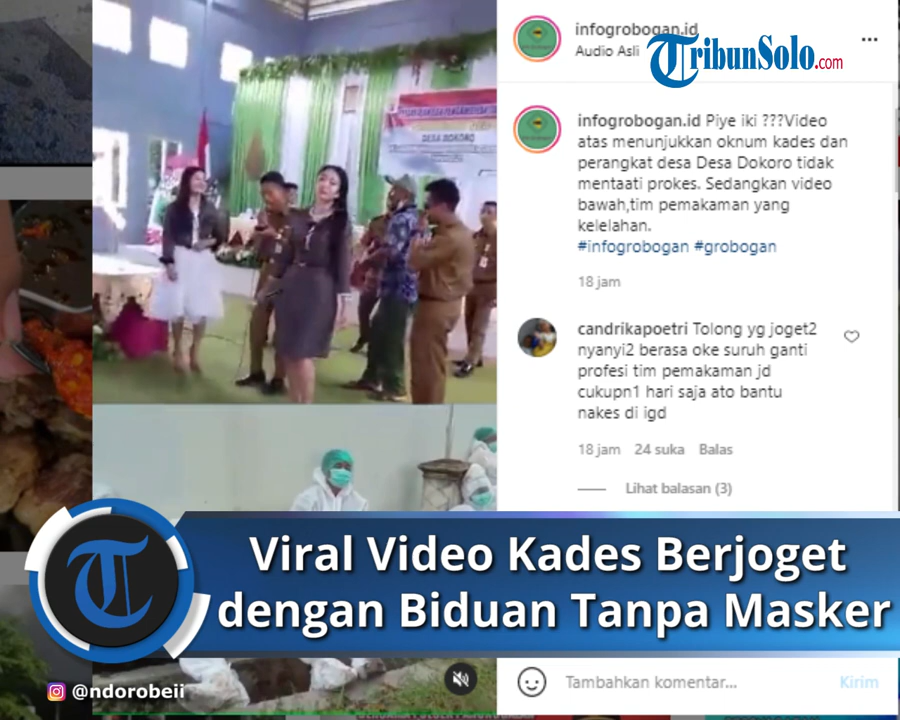 infogrobogan.id
Audio Asli
TribunSolo.com
infogrobogan.id Piye iki ???Video
atas menunjukkan oknum kades dan
perangkat desa Desa Dokoro tidak
mentaati prokes. Sedangkan video
bawah,tim pemakaman yang
kelelahan.
#infogrobogan #grobogan
18 jam
candrikapoetri Tolong yg joget2
nyanyi2 berasa oke suruh ganti
profesi tim pemakaman jd
cukupn1 hari saja ato bantu
nakes di igd
18 jam 24 suka Balas
Lihat balasan (3)
DESA DOKORO
Viral Video Kades Berjoget
dengan Biduan Tanpa Masker
@ndorobeii
Tambahkan komentar...
Kirim